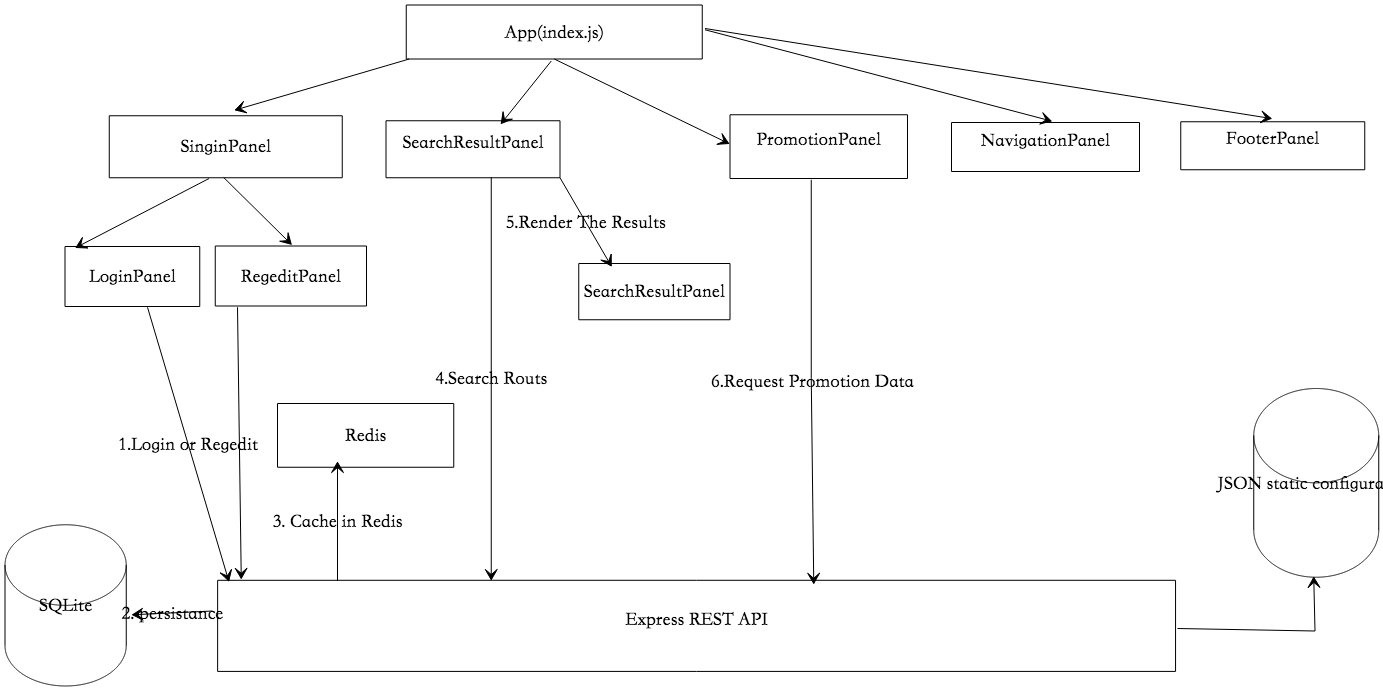 App(index.js)
SinginPanel
SearchResultPanel
PromotionPanel
NavigationPanel
FooterPanel
5.Render The Results
LoginPanel
RegeditPanel
SearchResultPanel
4.Search Routs
6.Request Promotion Data
Redis
1.Login or Regedit
JSON static configura
3. Cache in Redis
SQLite
2. persistance
Express REST API